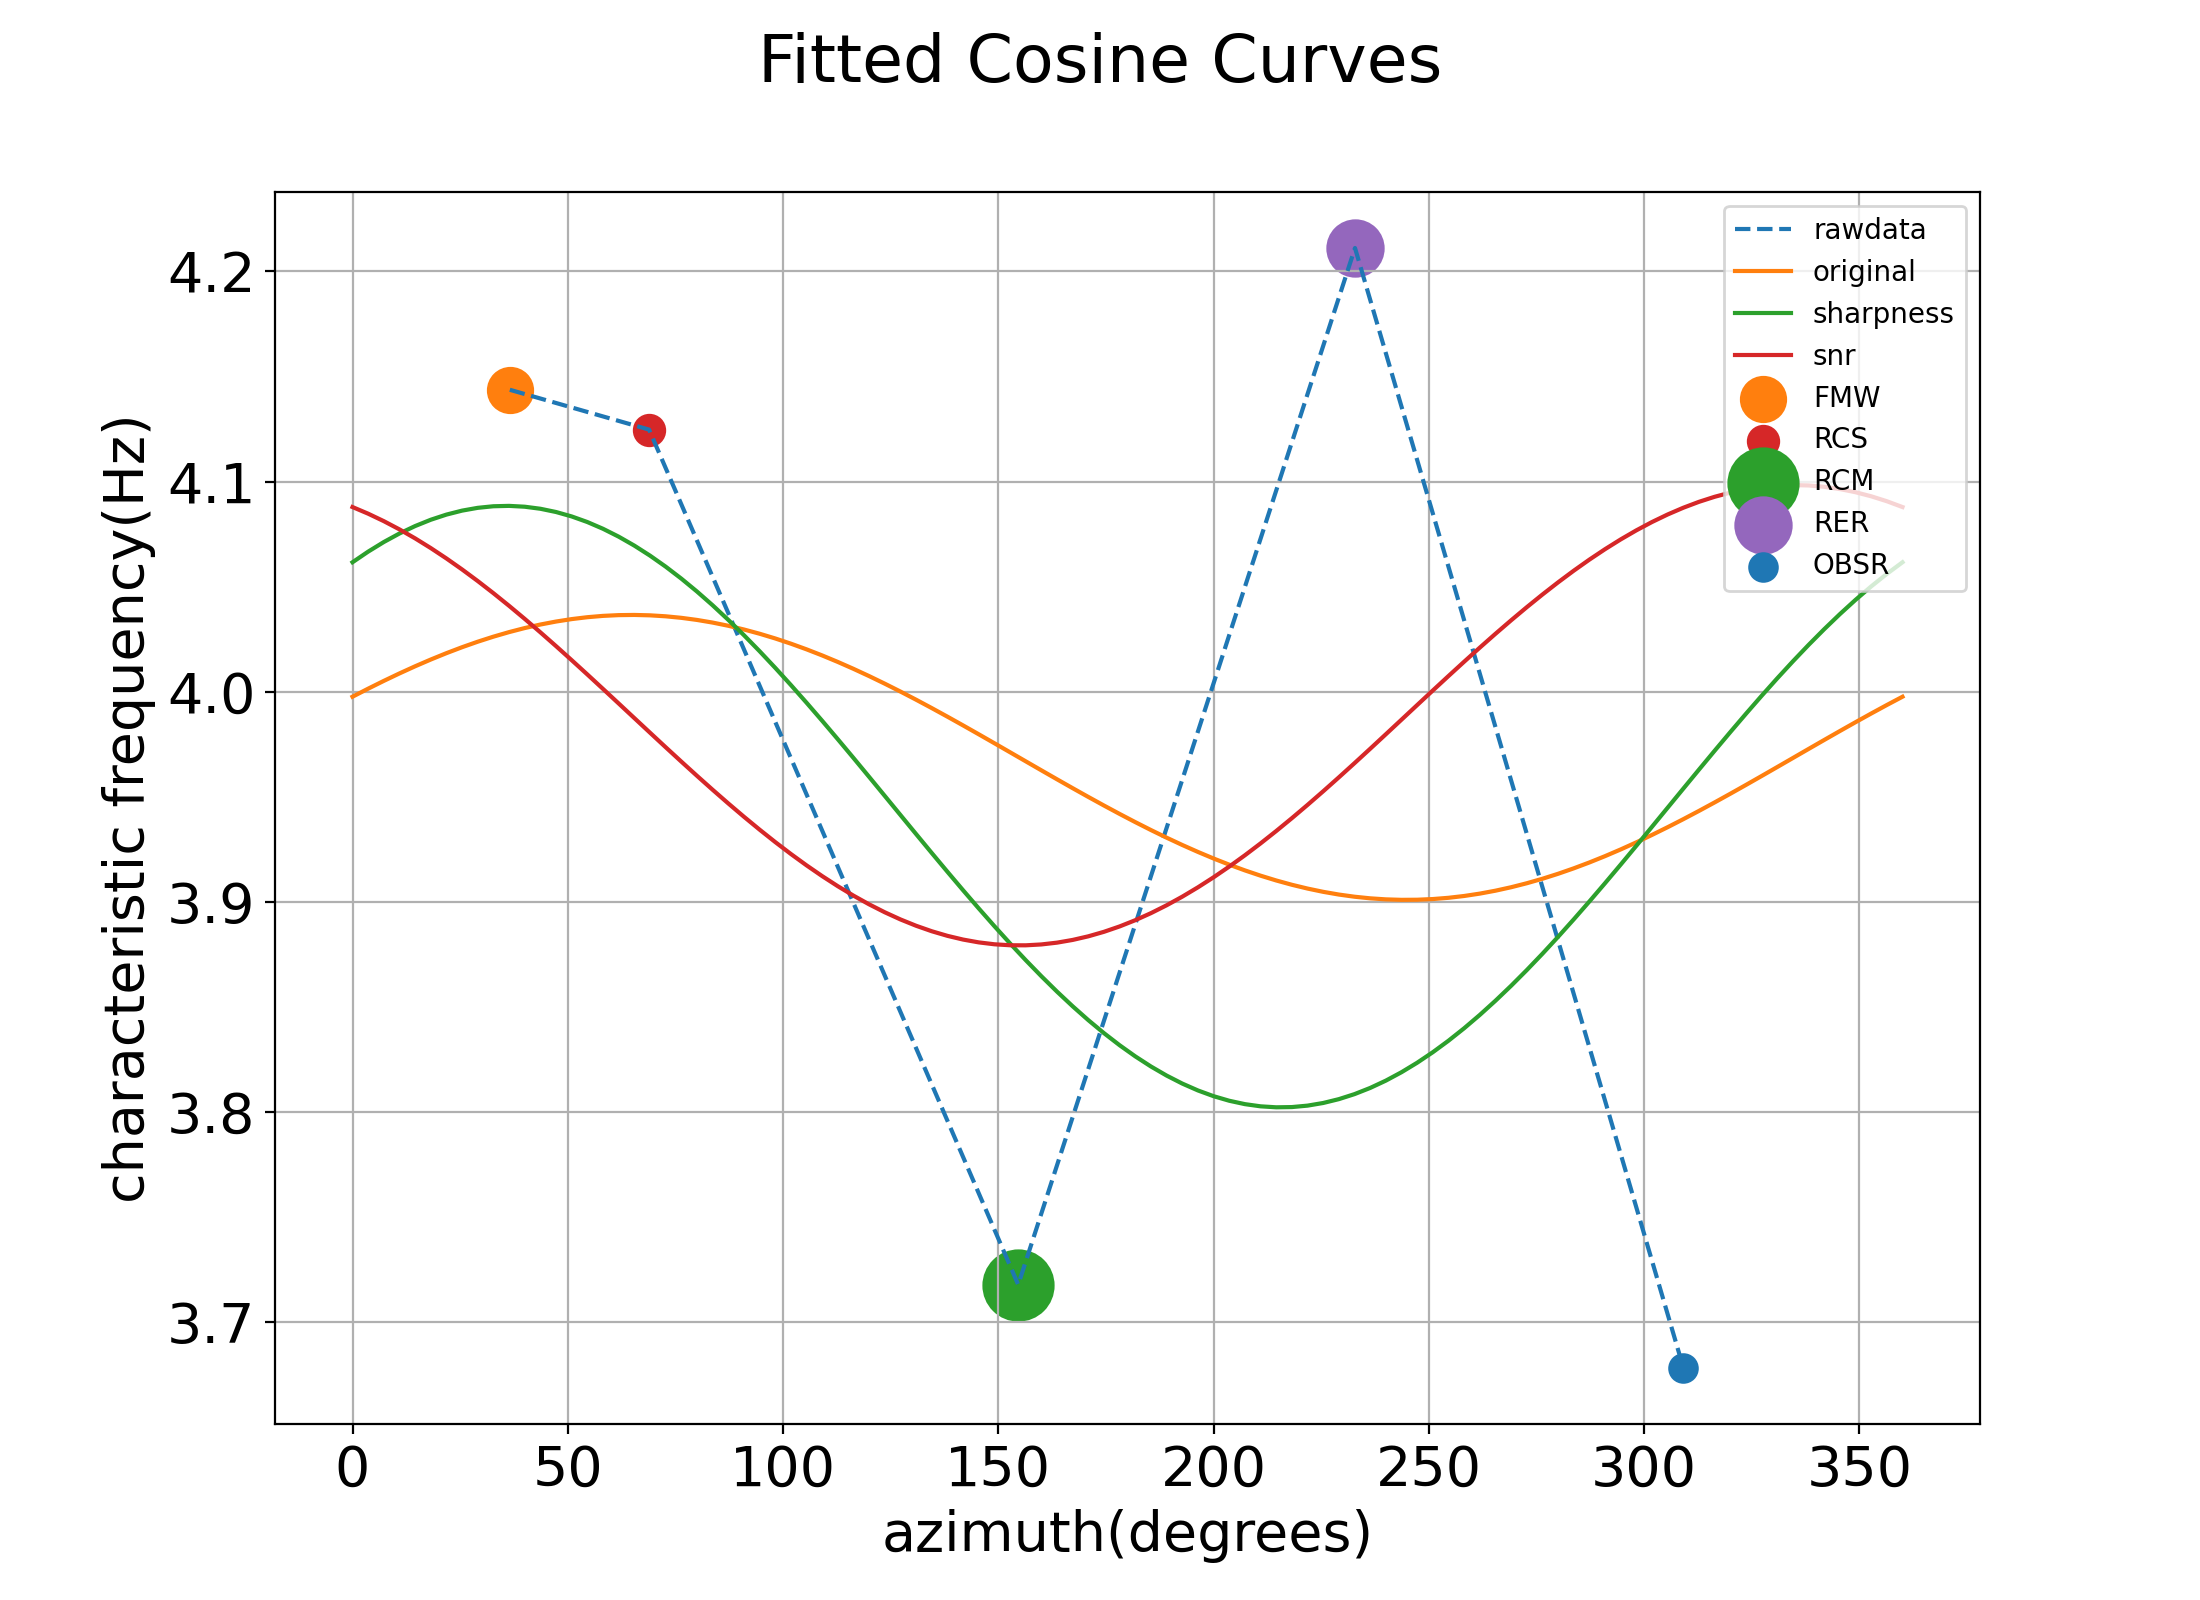 Fitted Cosine Curves
characteristic frequency(Hz)
4.2
4.1
4.0
3.9
3.8
3.7
rawdata
original
sharpness
snr
FMW
RCS
RCM
RER
OBSR
0 50 100 150 200 250 300 350
azimuth(degrees)